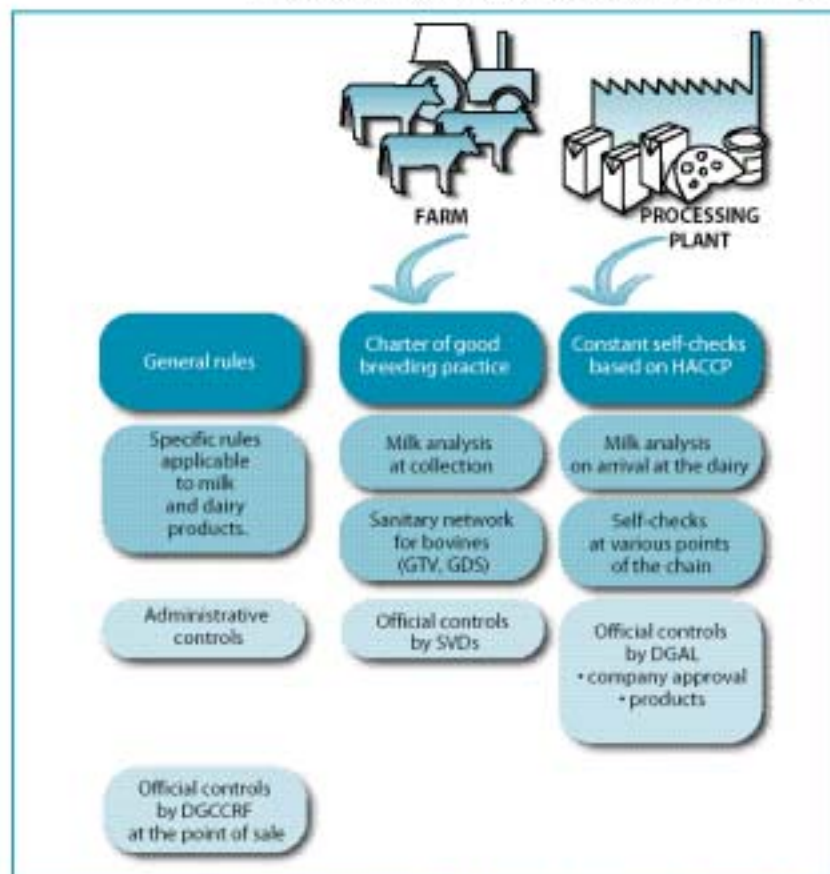 FARM
PROCESSING
PLANT
General rules
Charter of good
breeding practice
Constant self-checks
based on HACCP
Specific rules
applicable
to milk
and dairy
products.
Milk analysis
at collection
Milk analysis
on arrival at the dairy
Sanitary network
for bovines
(GTV, GDS)
Self-checks
at various points
of the chain
Administrative
controls
Official controls
by SVDs
Official controls
by DGAL
• company approval
• products
Official controls
by DGCCRF
at the point of sale